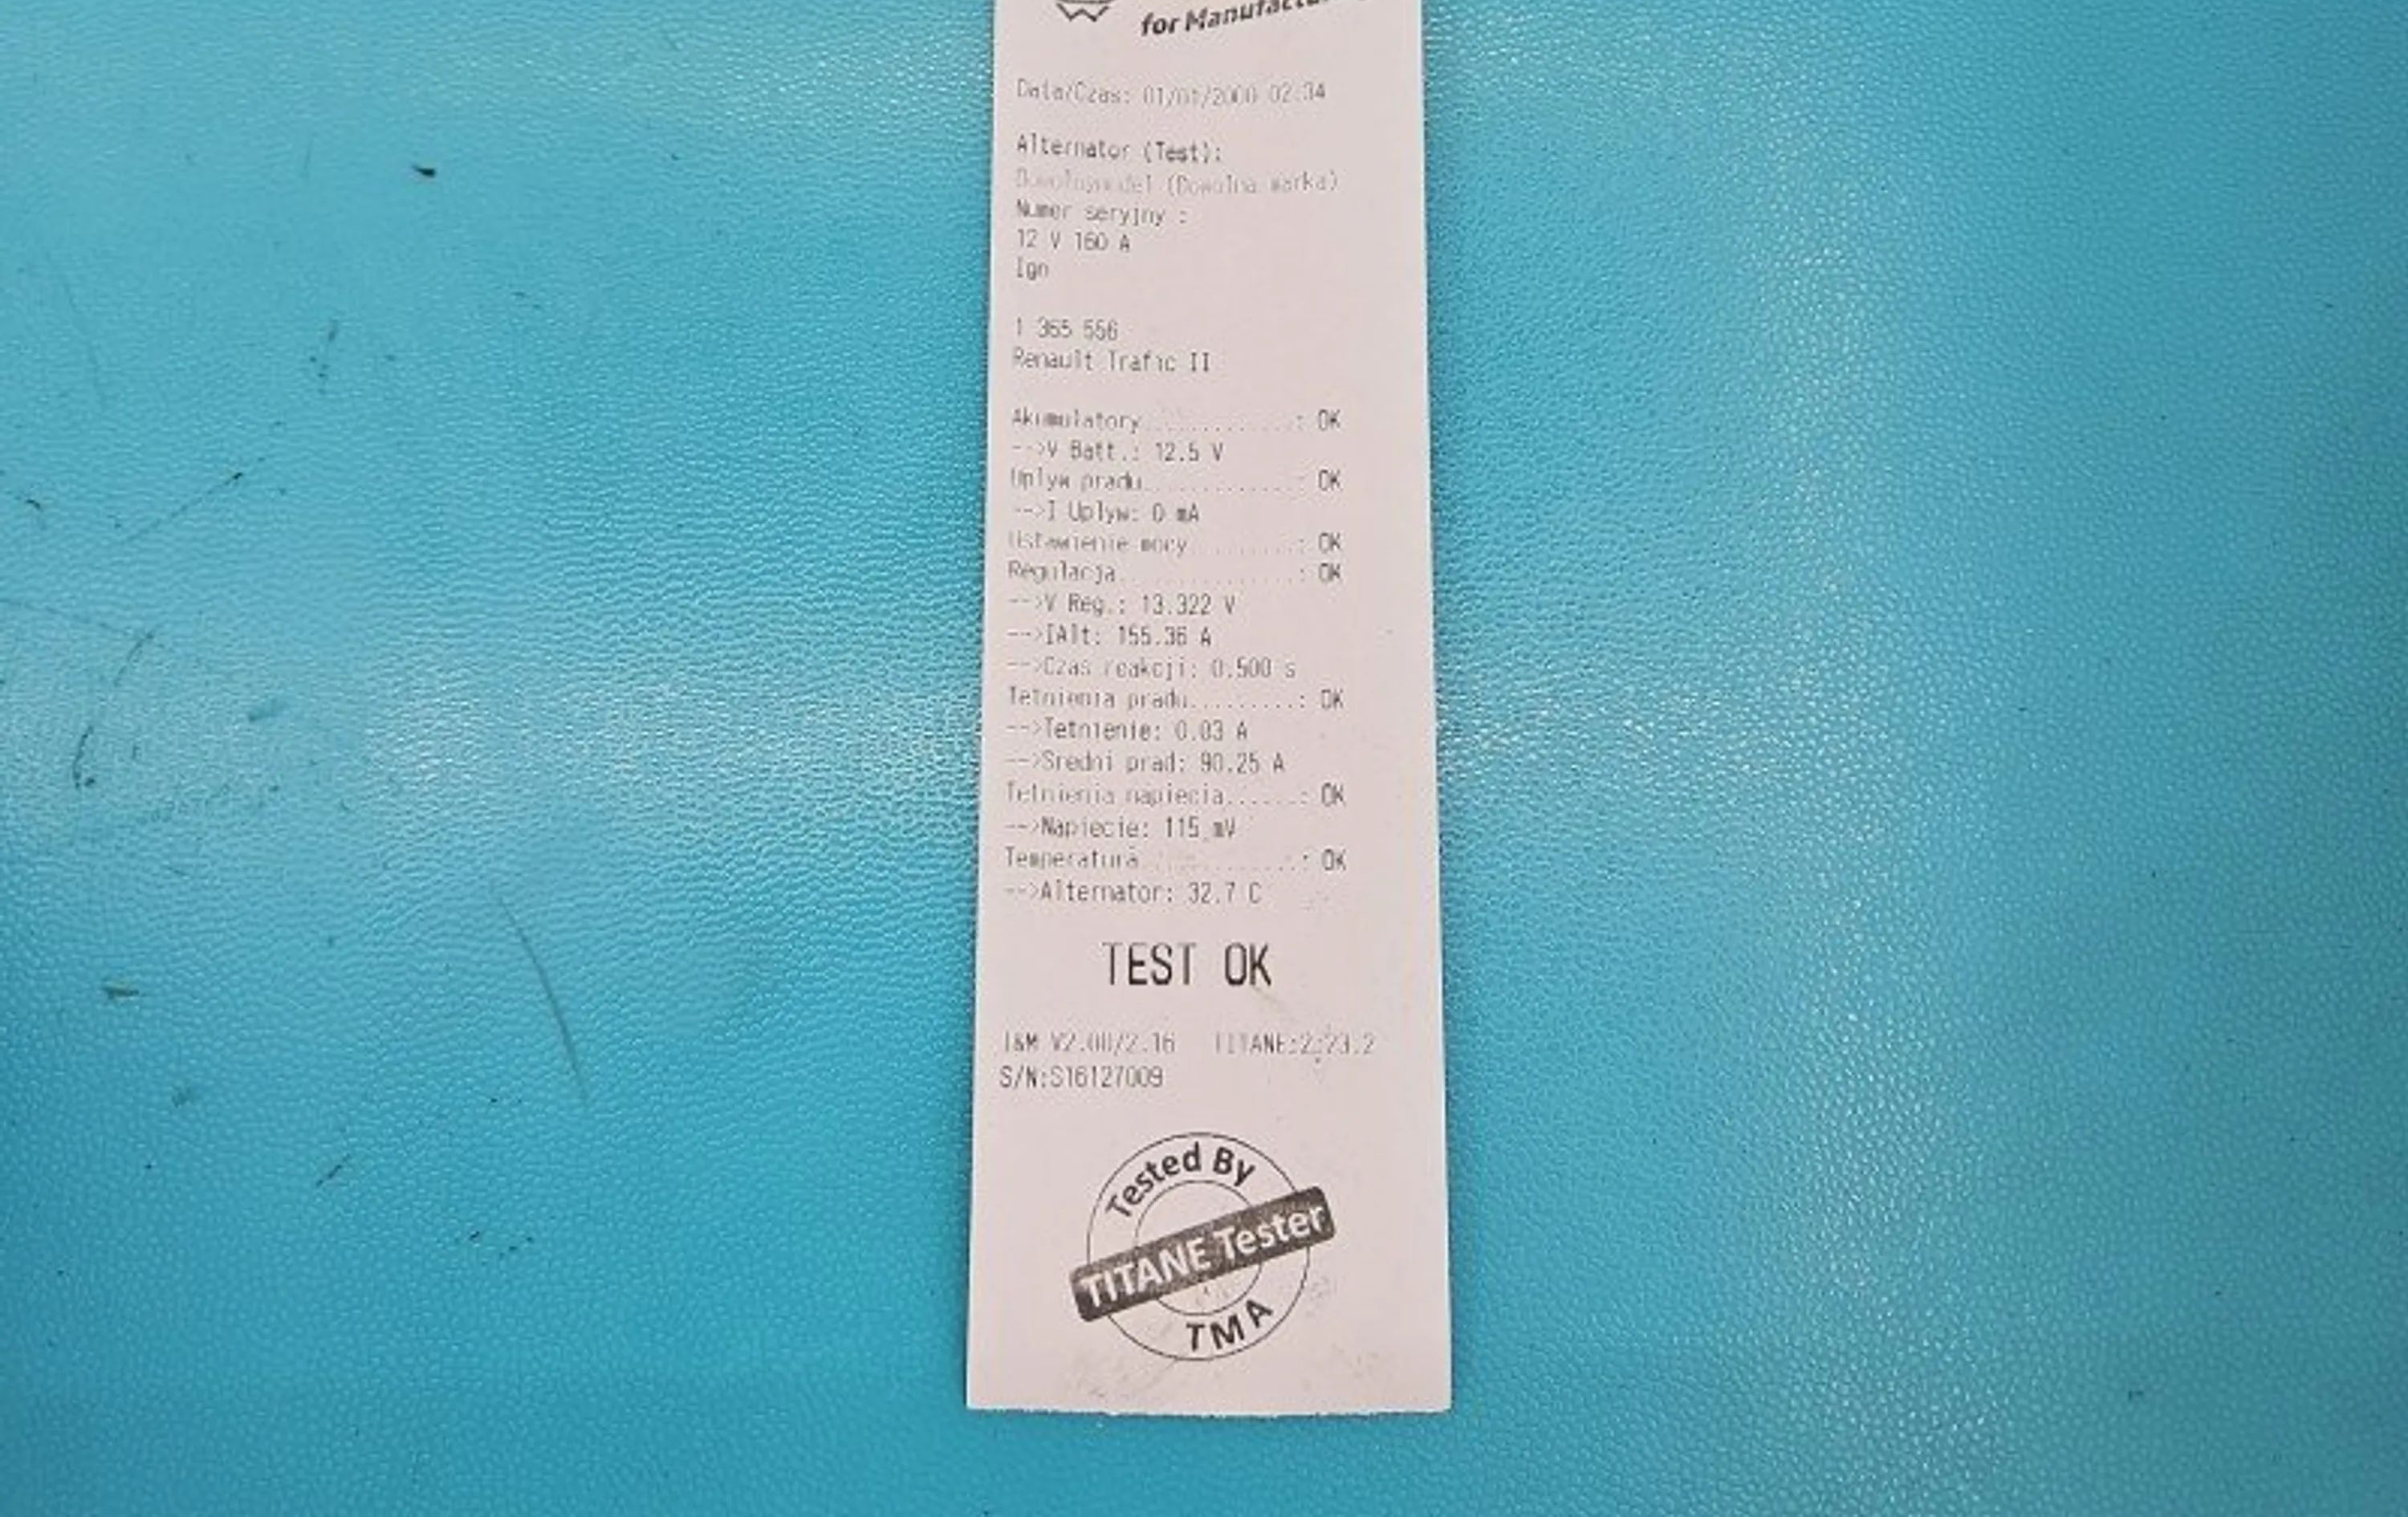 for
Data/Czas: 01/01/2000 02:34
Alternator (Test):
(Dowolna marka)
Numer seryjny :
12 V 160 A
Ign
1 365 556
Renault Trafic II
Akumulatory.............: OK
-->V Batt.: 12.5 V
Uplyw pradu.............: OK
-->I Uplyw: 0 mA
Ustawienie mocy.........: OK
Regulacja...............: OK
-->V Reg.: 13.322 V
-->IAlt: 155.36 A
-->Czas reakcji: 0.500 s
Tetnienia pradu.........: OK
-->Tetnienie: 0.03 A
-->Sredni prad: 90.25 A
Tetnienia napiecia......: OK
-->Napiecie: 115 mV
Temperatura.............: OK
-->Alternator: 32.7 C
TEST OK
I&M V2.00/2.16 TITANE:2.23.2
S/N:S16127009
Tested By
TITANE Tester
TMA